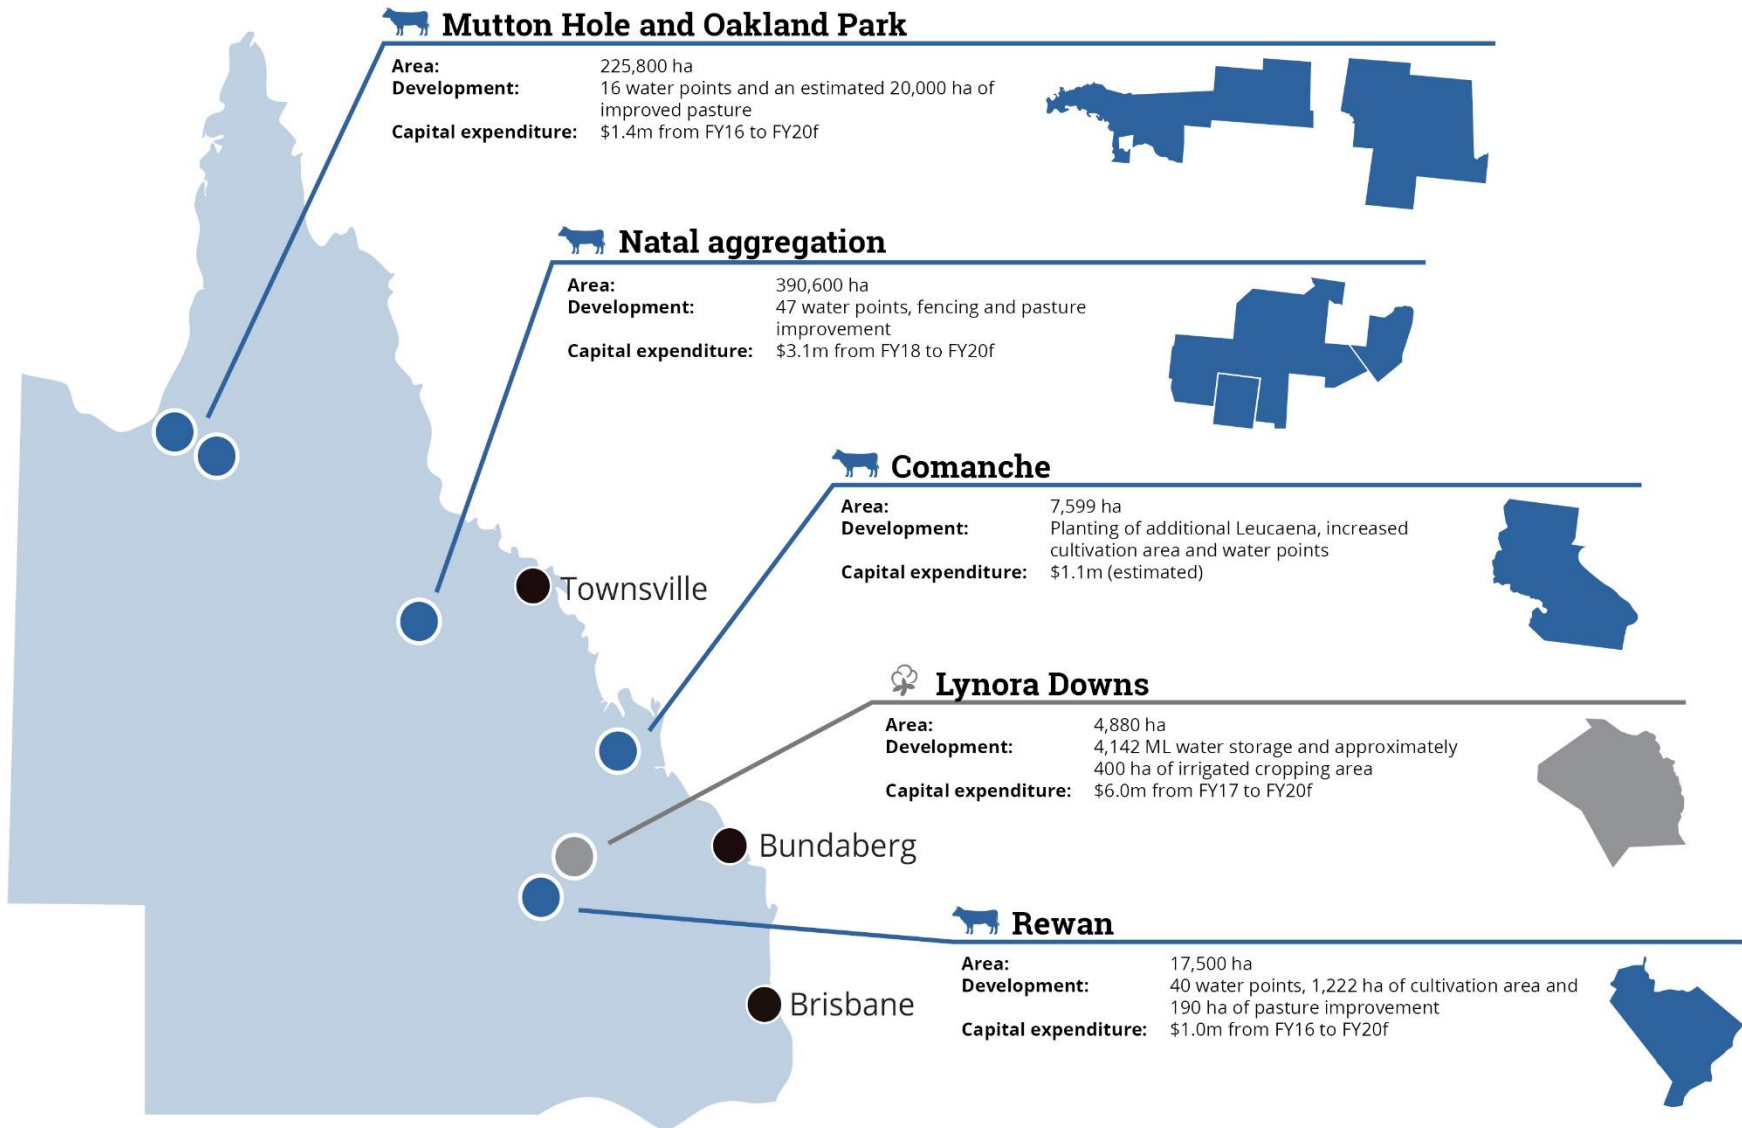 Mutton Hole and Oakland Park
Area: 225,800 ha
Development: 16 water points and an estimated 20,000 ha of
improved pasture
Capital expenditure: $1.4m from FY16 to FY20f
Natal aggregation
Area: 390,600 ha
Development: 47 water points, fencing and pasture
improvement
Capital expenditure: $3.1m from FY18 to FY20f
Comanche
Area: 7,599 ha
Development: Planting of additional Leucaena, increased
cultivation area and water points
Capital expenditure: $1.1m (estimated)
Townsville
Lynora Downs
Area: 4,880 ha
Development: 4,142 ML water storage and approximately
400 ha of irrigated cropping area
Capital expenditure: $6.0m from FY17 to FY20f
Bundaberg
Rewan
Area: 17,500 ha
Development: 40 water points, 1,222 ha of cultivation area and
190 ha of pasture improvement
Capital expenditure: $1.0m from FY16 to FY20f
Brisbane